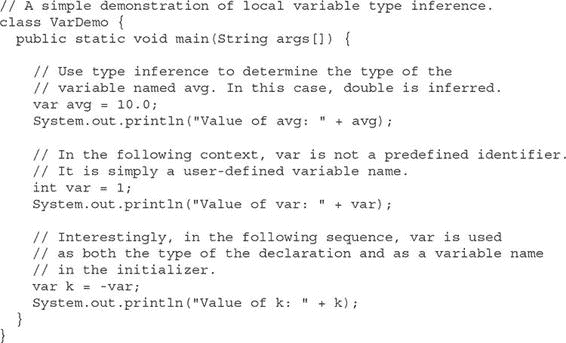 // A simple demonstration of local variable type inference.
class VarDemo {
  public static void main(String args[]) {

    // Use type inference to determine the type of the
    // variable named avg. In this case, double is inferred.
    var avg = 10.0;
    System.out.println("Value of avg: " + avg);

    // In the following context, var is not a predefined identifier.
    // It is simply a user-defined variable name.
    int var = 1;
    System.out.println("Value of var: " + var);

    // Interestingly, in the following sequence, var is used
    // as both the type of the declaration and as a variable name
    // in the initializer.
    var k = -var;
    System.out.println("Value of k: " + k);
  }
}